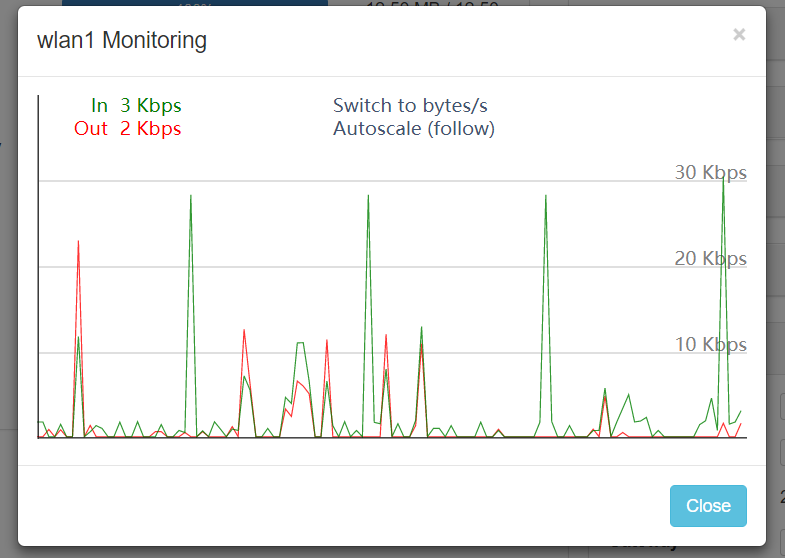 wlan1 Monitoring
×
In 3 Kbps
Out 2 Kbps
Switch to bytes/s
Autoscale (follow)
30 Kbps
20 Kbps
10 Kbps
Close